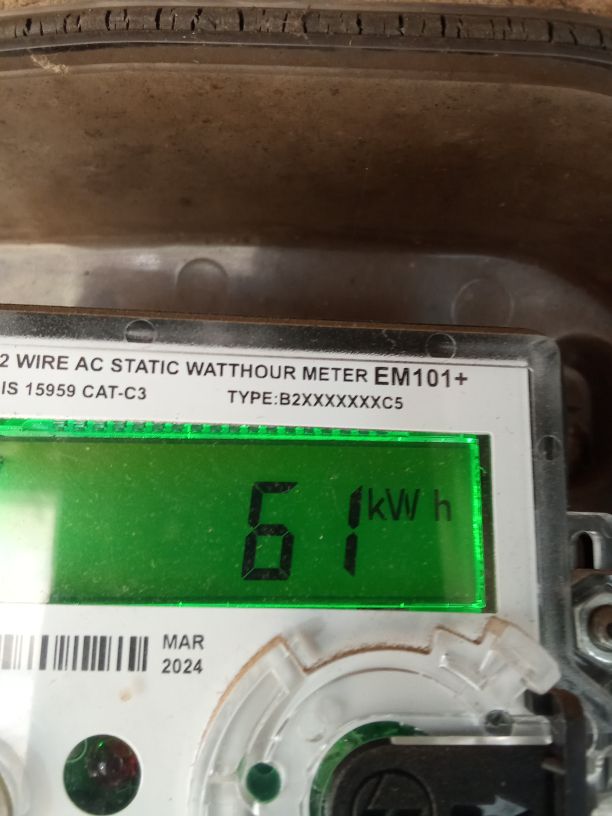 2 WIRE AC STATIC WATTHOUR METER EM101+
IS 15959 CAT-C3 TYPE:B2XXXXXXXC5
61 kW h
MAR
2024